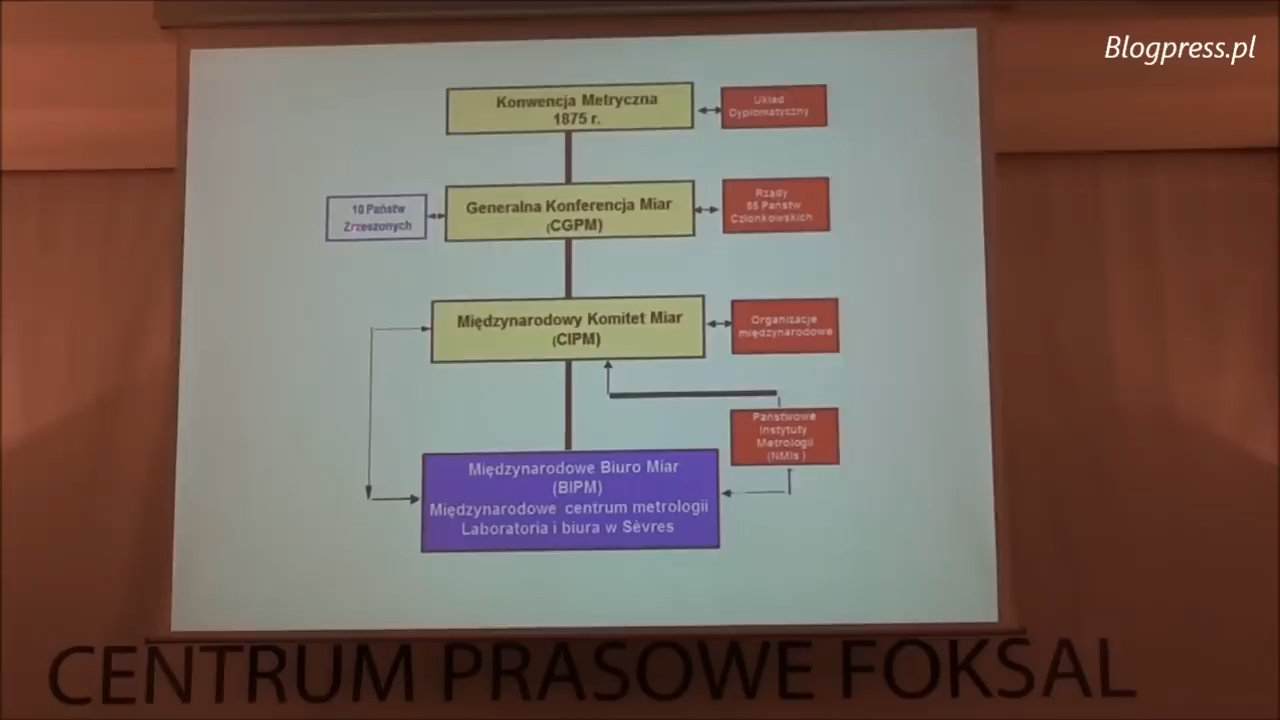 Blogpress.pl
Konwencja Metryczna
1875 r.
Układ
Dyplomatyczny
10 Państw
Zrzeszonych
Generalna Konferencja Miar
(CGPM)
Rządy
55 Państw
Członkowskich
Międzynarodowy Komitet Miar
(CIPM)
Organizacje
międzynarodowe
Państwowe
Instytuty
Metrologii
(NMIs )
Międzynarodowe Biuro Miar
(BIPM)
Międzynarodowe centrum metrologii
Laboratoria i biura w Sèvres
CENTRUM PRASOWE FOKSAL